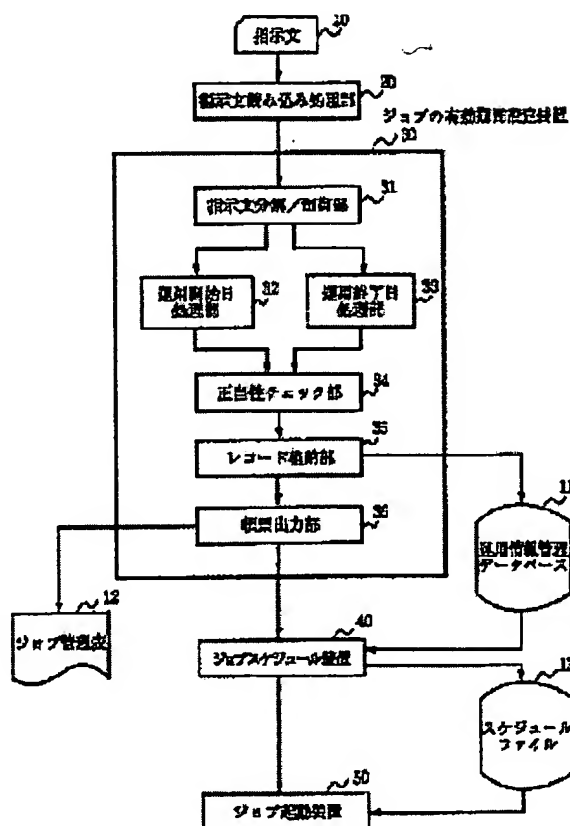 指示文
10
指示文読み込み処理部
20
ジョブの有効期間設定装置
30
指示文分解/制御部
31
運用開始日
処理部
32
運用終了日
処理部
33
正当性チェック部
34
レコード格納部
35
帳票出力部
36
11
運用情報管理
データベース
12
ジョブ管理表
40
ジョブスケジュール装置
スケジュール
ファイル
50
ジョブ起動装置